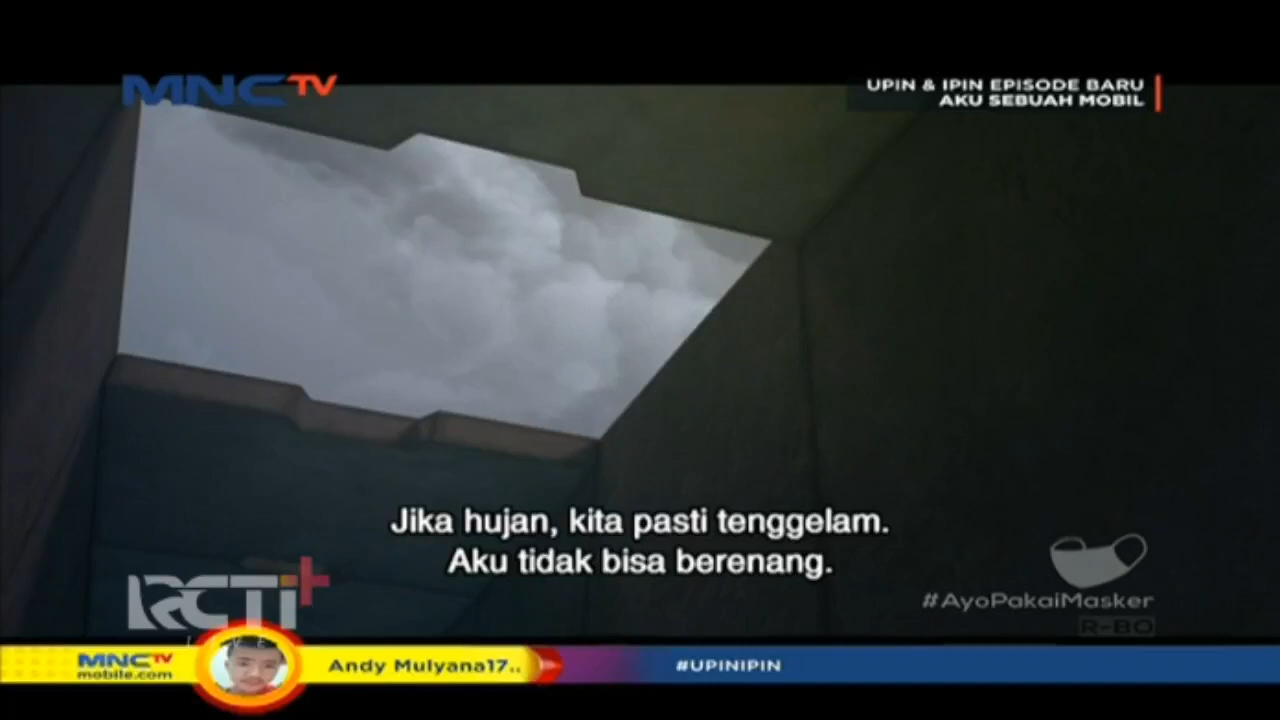 MNCTV
UPIN & IPIN EPISODE BARU
AKU SEBUAH MOBIL
Jika hujan, kita pasti tenggelam.
Aku tidak bisa berenang.
RCTI+
#AyoPakaiMasker
R-BO
MNCTV
mobile.com
Andy Mulyana17..
#UPINIPIN